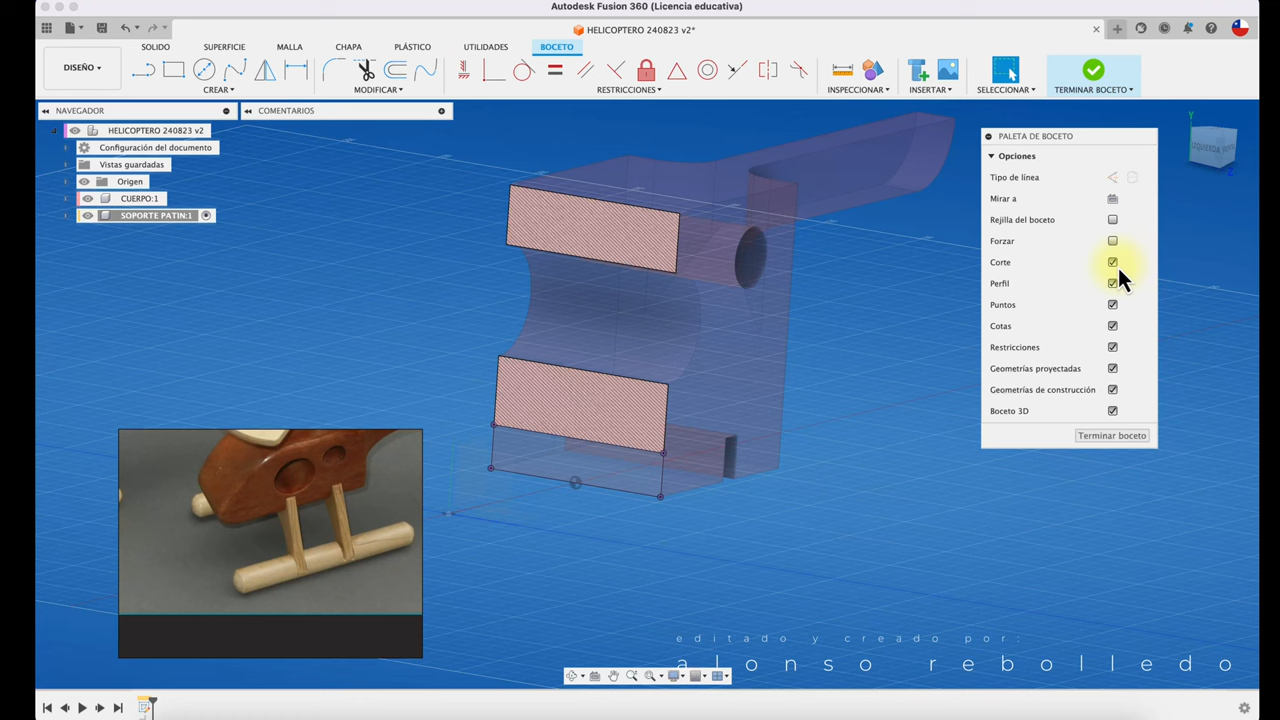 Autodesk Fusion 360 (Licencia educativa)
HELICOPTERO 240823 v2*
SOLIDO SUPERFICIE MALLA CHAPA PLÁSTICO UTILIDADES BOCETO
DISEÑO
CREAR MODIFICAR RESTRICCIONES INSPECCIONAR INSERTAR SELECCIONAR TERMINAR BOCETO
NAVEGADOR
COMENTARIOS
HELICOPTERO 240823 v2
Configuración del documento
Vistas guardadas
Origen
CUERPO:1
SOPORTE PATIN:1
PALETA DE BOCETO
Opciones
Tipo de línea
Mirar a
Rejilla del boceto
Forzar
Corte
Perfil
Puntos
Cotas
Restricciones
Geometrías proyectadas
Geometrías de construcción
Boceto 3D
Terminar boceto
Y
Z
editado y creado por:
alonso rebolledo